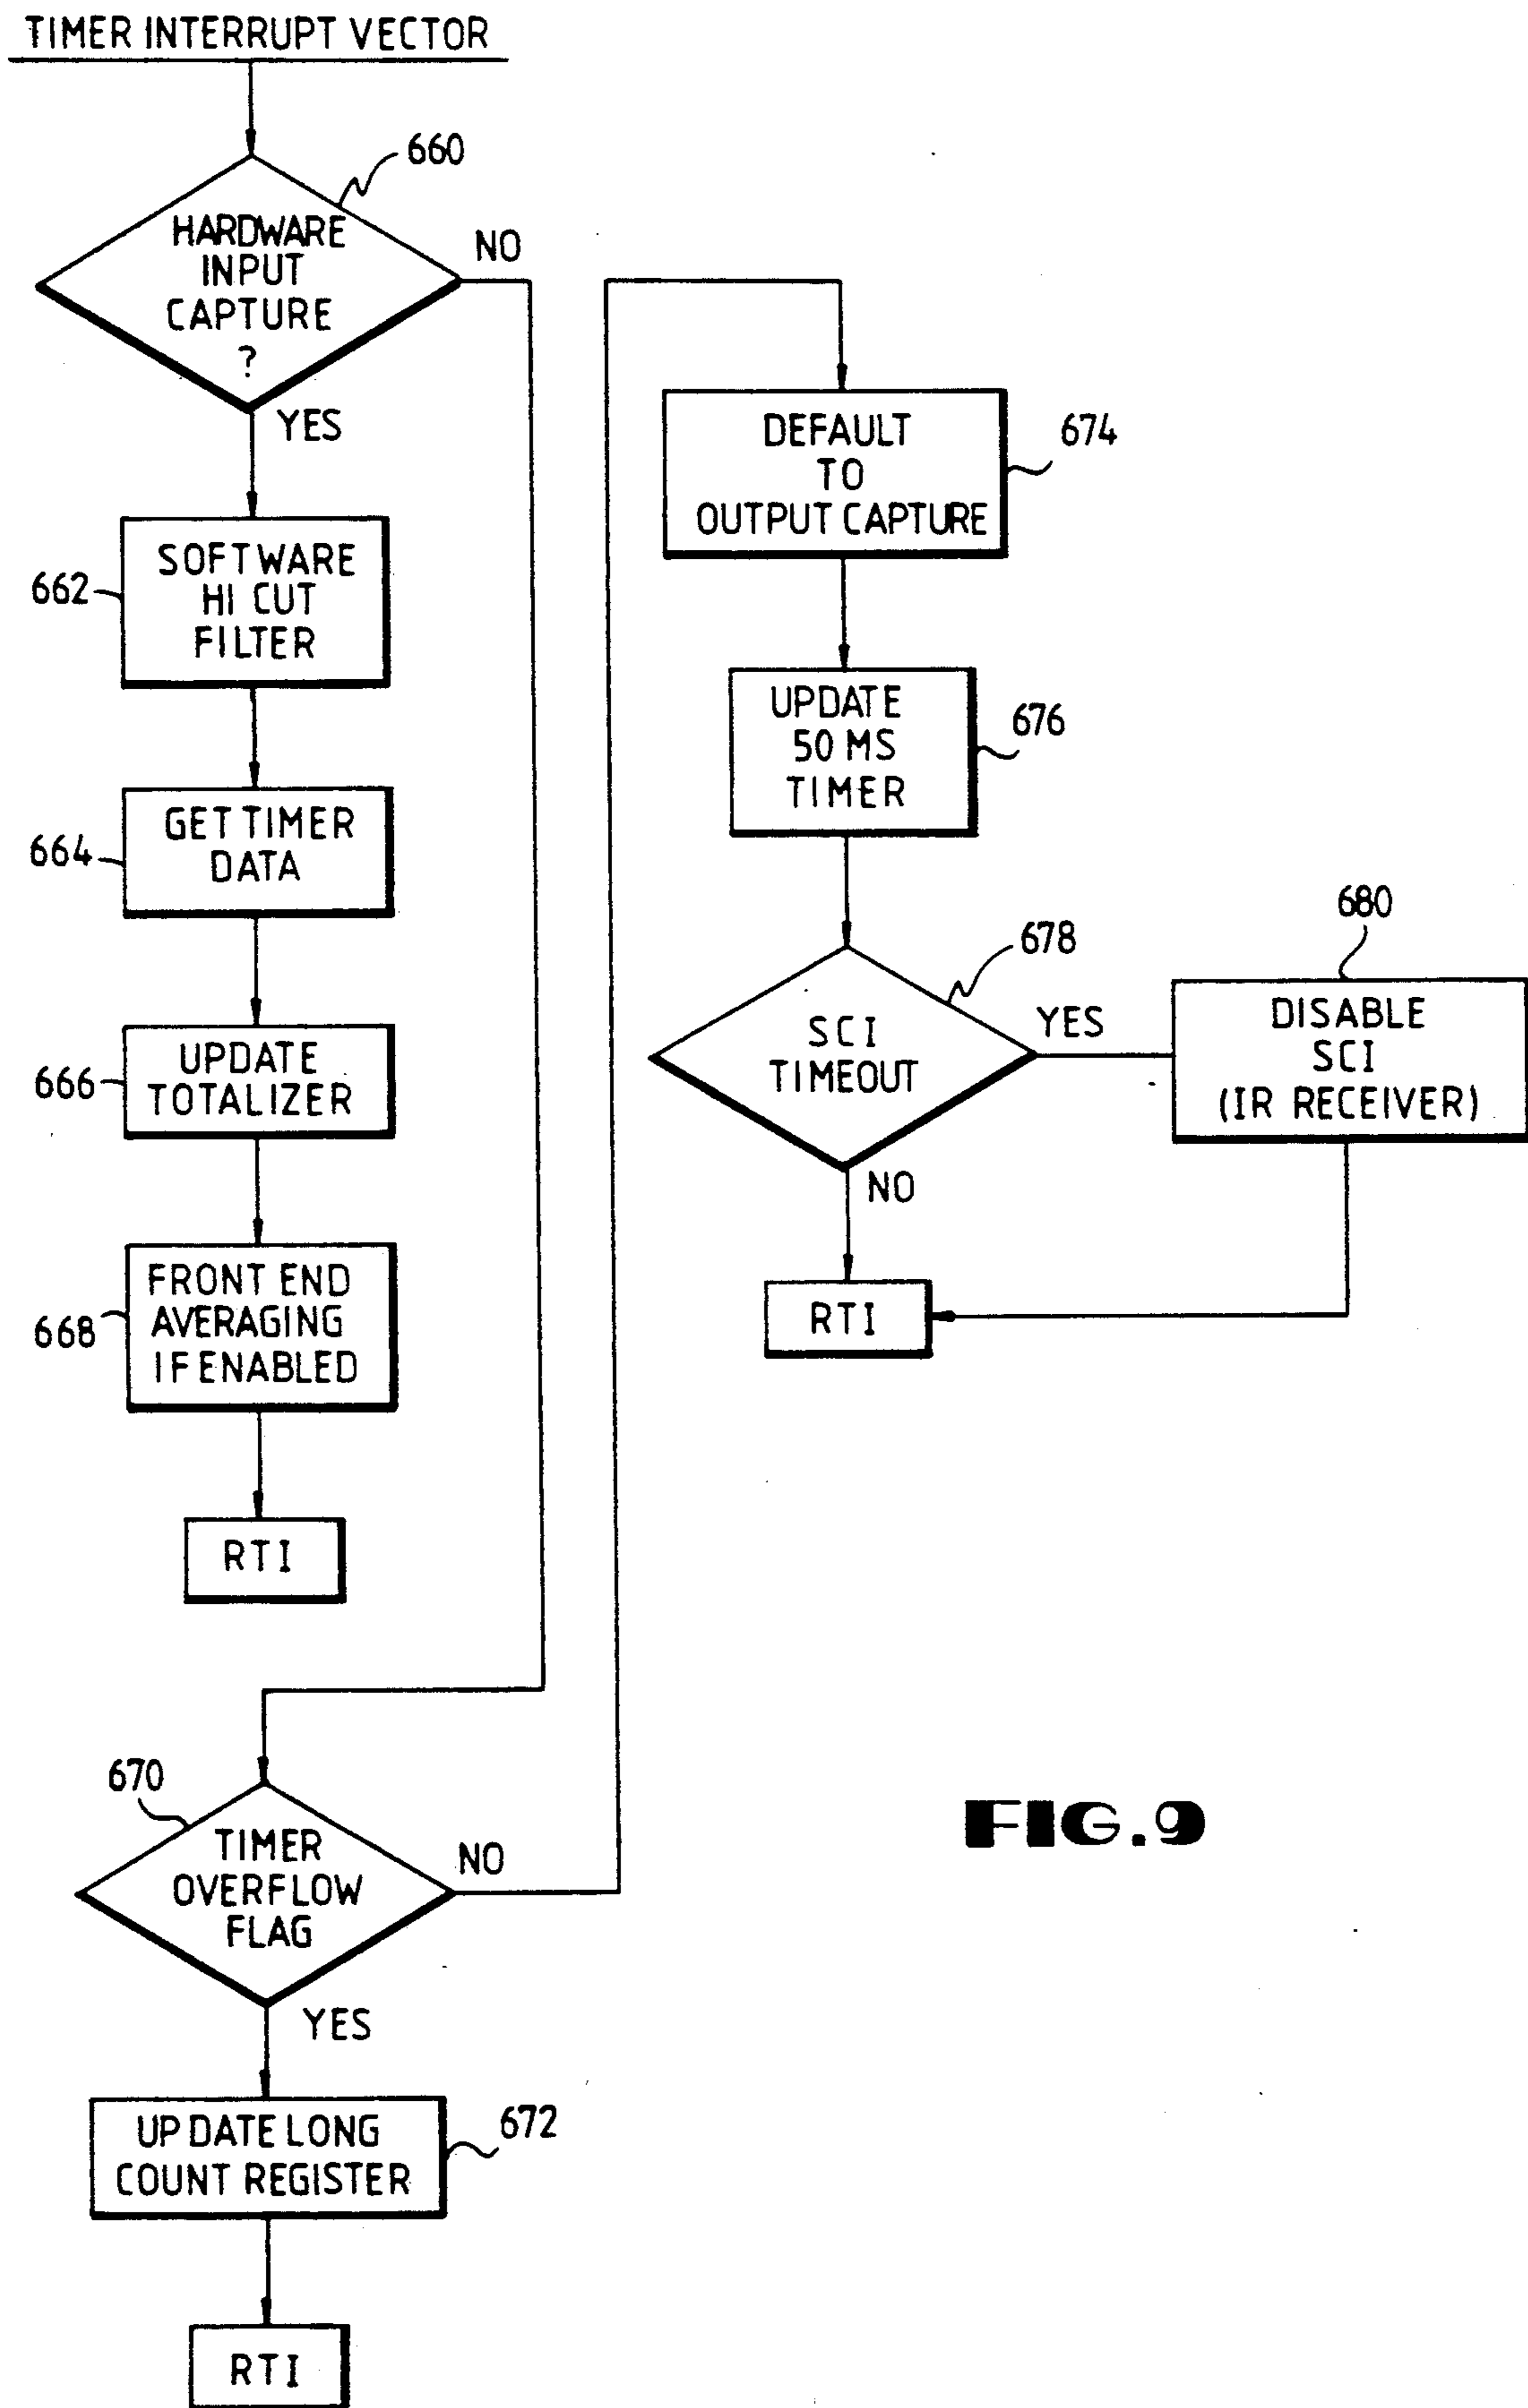 TIMER INTERRUPT VECTOR
660
HARDWARE
INPUT
CAPTURE
?
NO
YES
662
SOFTWARE
HI CUT
FILTER
664
GET TIMER
DATA
666
UPDATE
TOTALIZER
668
FRONT END
AVERAGING
IF ENABLED
RTI
670
TIMER
OVERFLOW
FLAG
NO
YES
UPDATE LONG
COUNT REGISTER
672
RTI
DEFAULT
TO
OUTPUT CAPTURE
674
UPDATE
50 MS
TIMER
676
678
SCI
TIMEOUT
YES
NO
680
DISABLE
SCI
(IR RECEIVER)
RTI
FIG.9